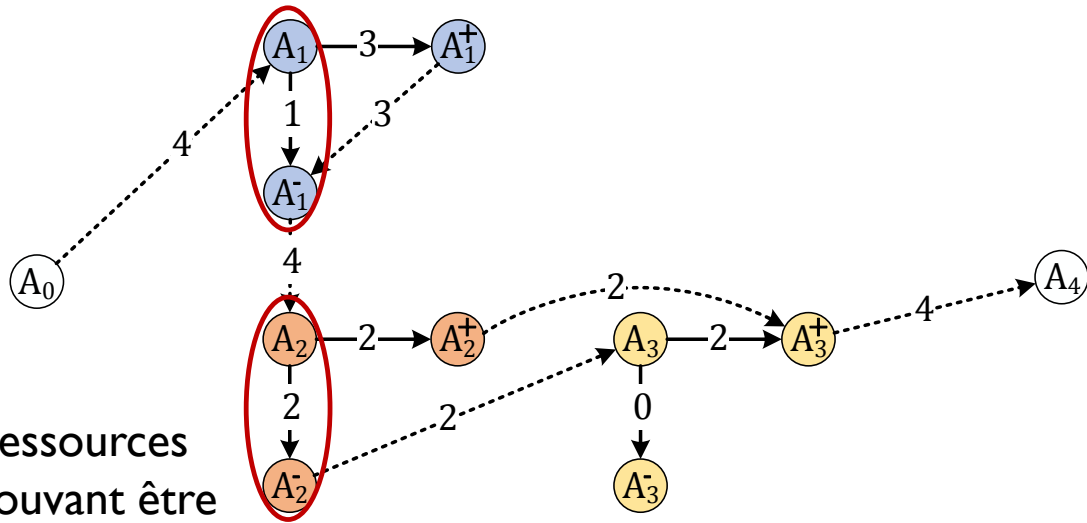 A₁ 3 A₁⁺
1 3
4
A₁⁻
4
A₀ 2 A₄
4
A₂ 2 A₂⁺ A₃ 2 A₃⁺
2 2 0
essources
A₂⁻ A₃⁻
ouvant être